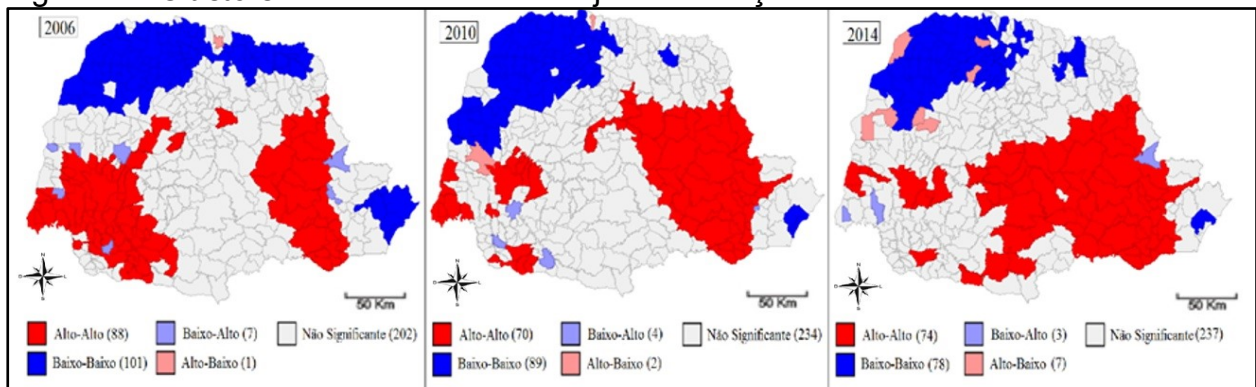 2006
50 Km
Alto-Alto (88)
Baixo-Alto (7)
Não Significante (202)
Baixo-Baixo (101)
Alto-Baixo (1)
2010
50 Km
Alto-Alto (70)
Baixo-Alto (4)
Não Significante (234)
Baixo-Baixo (89)
Alto-Baixo (2)
2014
50 Km
Alto-Alto (74)
Baixo-Alto (3)
Não Significante (237)
Baixo-Baixo (78)
Alto-Baixo (7)